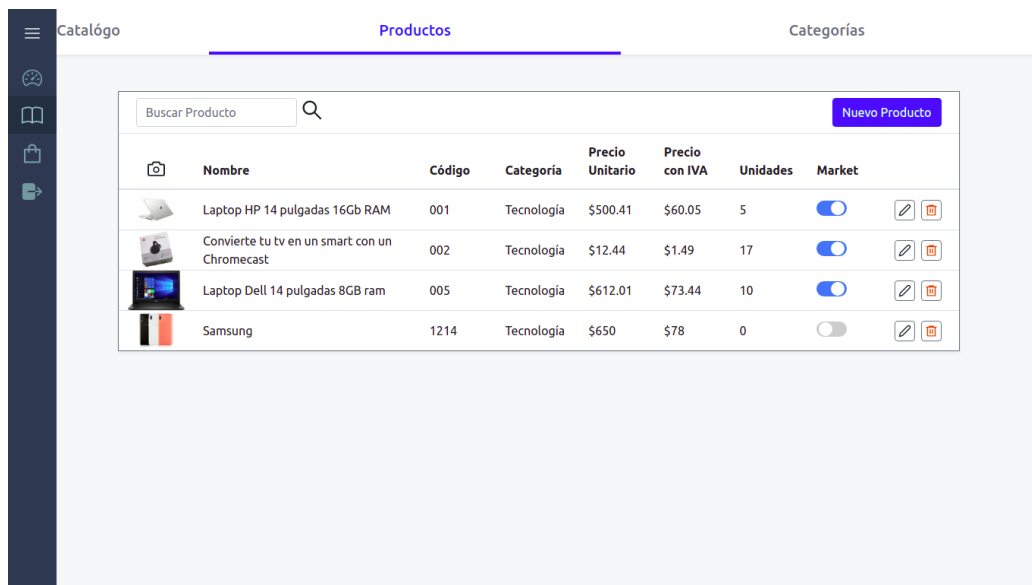 Catalógo Productos Categorías
Buscar Producto Nuevo Producto
Nombre Código Categoría Precio Unitario Precio con IVA Unidades Market
Laptop HP 14 pulgadas 16Gb RAM 001 Tecnología $500.41 $60.05 5
Convierte tu tv en un smart con un
Chromecast 002 Tecnología $12.44 $1.49 17
Laptop Dell 14 pulgadas 8GB ram 005 Tecnología $612.01 $73.44 10
Samsung 1214 Tecnología $650 $78 0